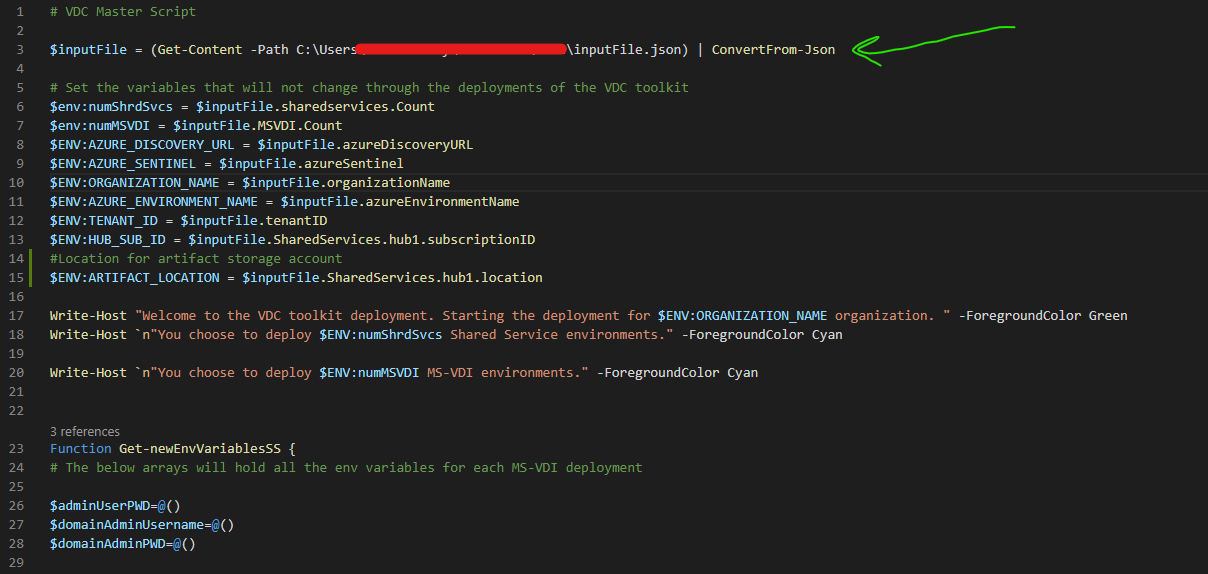 1 # VDC Master Script
2
3 $inputFile = (Get-Content -Path C:\Users \inputFile.json) | ConvertFrom-Json
4
5 # Set the variables that will not change through the deployments of the VDC toolkit
6 $env:numShrdSvcs = $inputFile.sharedservices.Count
7 $env:numMSVDI = $inputFile.MSVDI.Count
8 $ENV:AZURE_DISCOVERY_URL = $inputFile.azureDiscoveryURL
9 $ENV:AZURE_SENTINEL = $inputFile.azureSentinel
10 $ENV:ORGANIZATION_NAME = $inputFile.organizationName
11 $ENV:AZURE_ENVIRONMENT_NAME = $inputFile.azureEnvironmentName
12 $ENV:TENANT_ID = $inputFile.tenantID
13 $ENV:HUB_SUB_ID = $inputFile.SharedServices.hub1.subscriptionID
14 #Location for artifact storage account
15 $ENV:ARTIFACT_LOCATION = $inputFile.SharedServices.hub1.location
16
17 Write-Host "Welcome to the VDC toolkit deployment. Starting the deployment for $ENV:ORGANIZATION_NAME organization. " -ForegroundColor Green
18 Write-Host `n"You choose to deploy $ENV:numShrdSvcs Shared Service environments." -ForegroundColor Cyan
19
20 Write-Host `n"You choose to deploy $ENV:numMSVDI MS-VDI environments." -ForegroundColor Cyan
21
22
3 references
23 Function Get-newEnvVariablesSS {
24 # The below arrays will hold all the env variables for each MS-VDI deployment
25
26 $adminUserPWD=@()
27 $domainAdminUsername=@()
28 $domainAdminPWD=@()
29